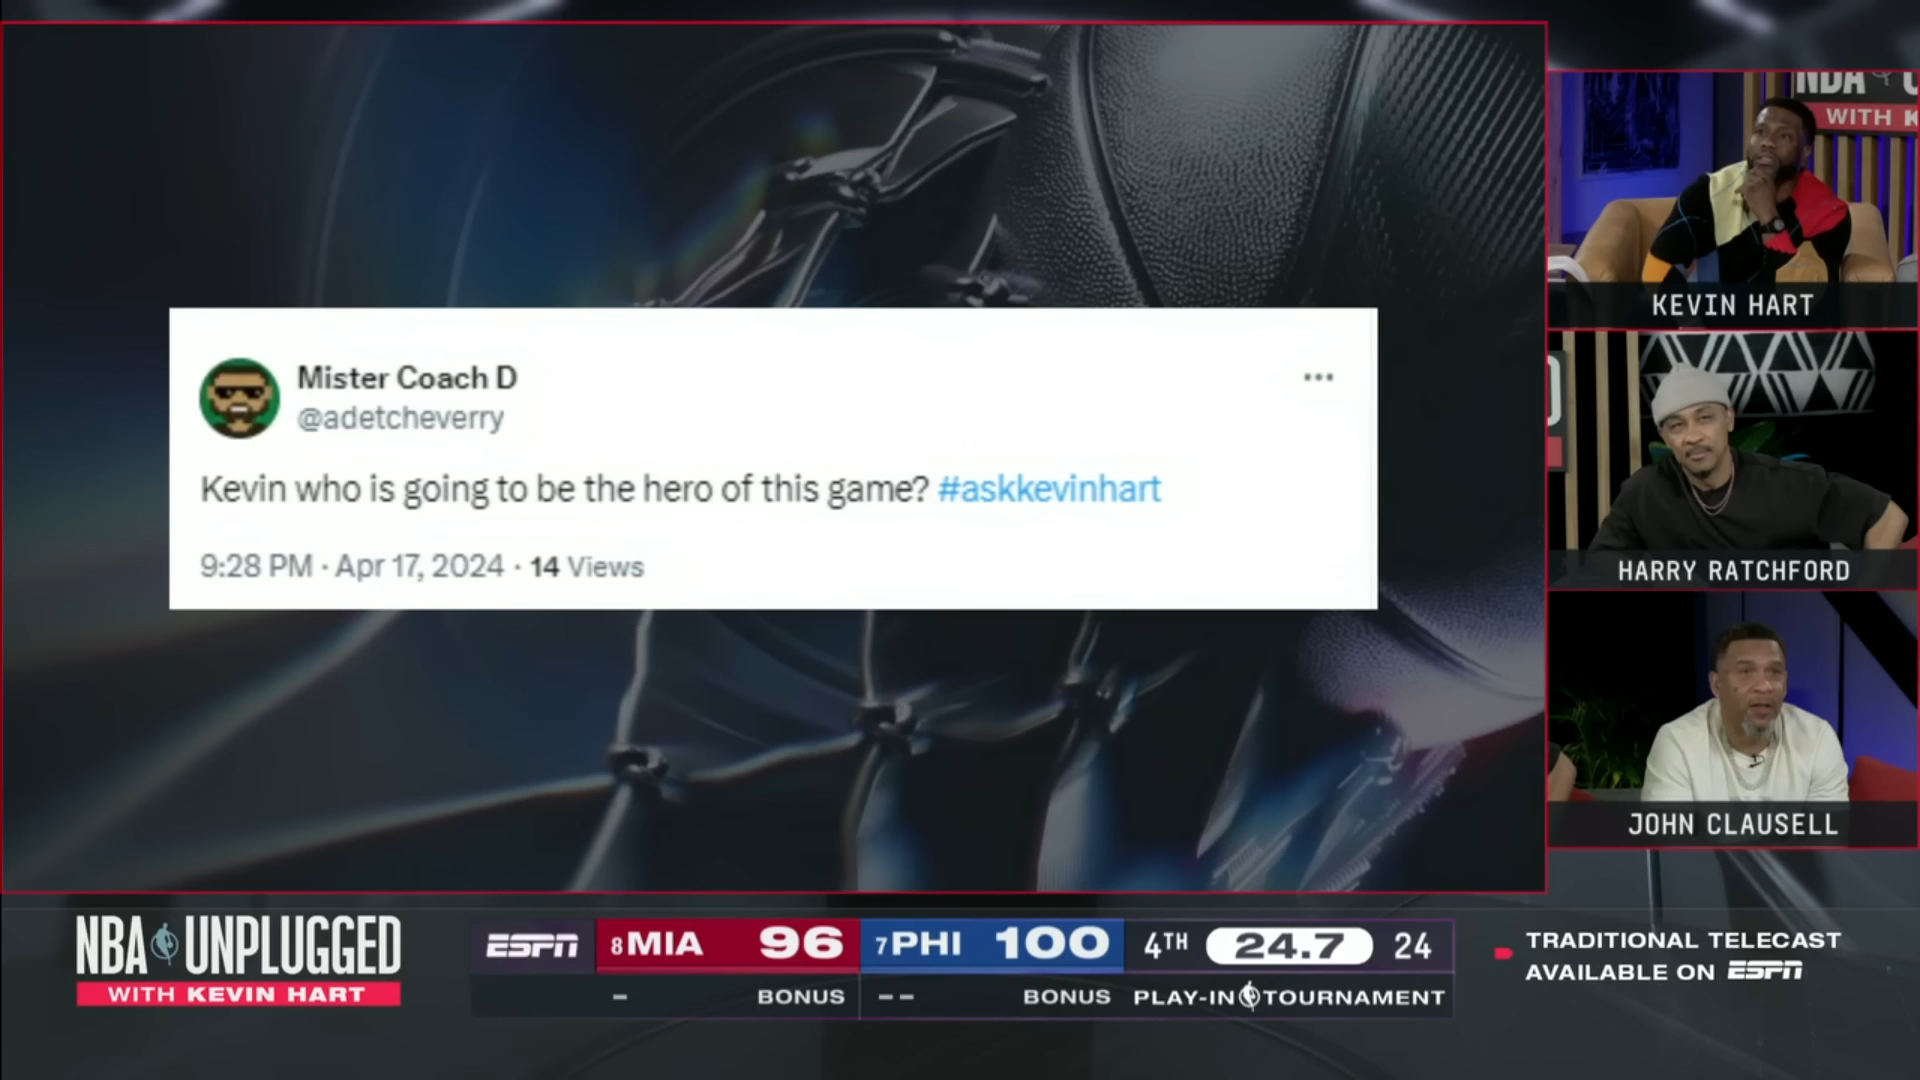 Mister Coach D
@adetcheverry
Kevin who is going to be the hero of this game? #askkevinhart
9:28 PM · Apr 17, 2024 · 14 Views
NBA U
WITH K
KEVIN HART
HARRY RATCHFORD
JOHN CLAUSELL
NBA UNPLUGGED
WITH KEVIN HART
ESPN 8 MIA 96 7 PHI 100 4TH 24.7 24
BONUS BONUS PLAY-IN TOURNAMENT
TRADITIONAL TELECAST
AVAILABLE ON ESPN